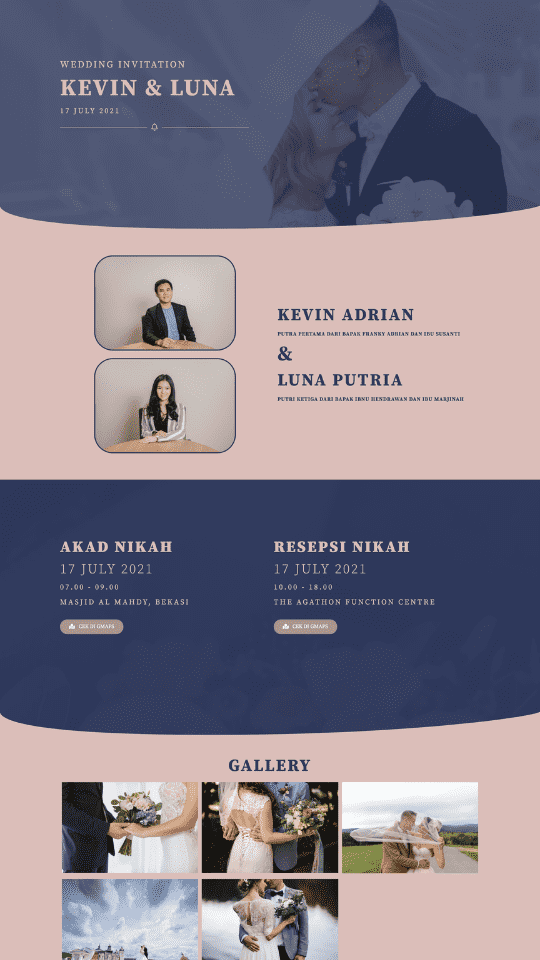 WEDDING INVITATION
KEVIN & LUNA
17 JULY 2021
KEVIN ADRIAN
PUTRA PERTAMA DARI BAPAK FRANKY ADRIAN DAN IBU SUSANTI
&
LUNA PUTRIA
PUTRI KETIGA DARI BAPAK IBNU HENDRAWAN DAN IBU MARJINAH
AKAD NIKAH
17 JULY 2021
07.00 - 09.00
MASJID AL MAHDY, BEKASI
CEK DI GMAPS
RESEPSI NIKAH
17 JULY 2021
10.00 - 18.00
THE AGATHON FUNCTION CENTRE
CEK DI GMAPS
GALLERY